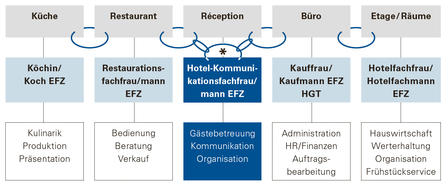 Küche
Restaurant
Réception
Büro
Etage/Räume
*
Köchin/
Koch EFZ
Restaurations-
fachfrau/mann
EFZ
Hotel-Kommuni-
kationsfachfrau/
mann EFZ
Kauffrau/
Kaufmann EFZ
HGT
Hotelfachfrau/
Hotelfachmann
EFZ
Kulinarik
Produktion
Präsentation
Bedienung
Beratung
Verkauf
Gästebetreuung
Kommunikation
Organisation
Administration
HR/Finanzen
Auftrags-
bearbeitung
Hauswirtschaft
Werterhaltung
Organisation
Frühstückservice